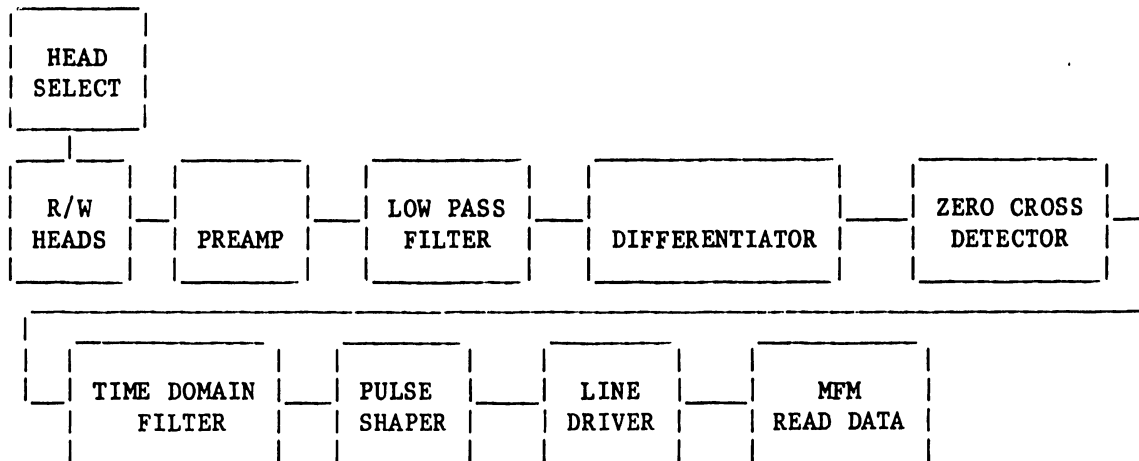 HEAD
SELECT
R/W
HEADS
PREAMP
LOW PASS
FILTER
DIFFERENTIATOR
ZERO CROSS
DETECTOR
TIME DOMAIN
FILTER
PULSE
SHAPER
LINE
DRIVER
MFM
READ DATA